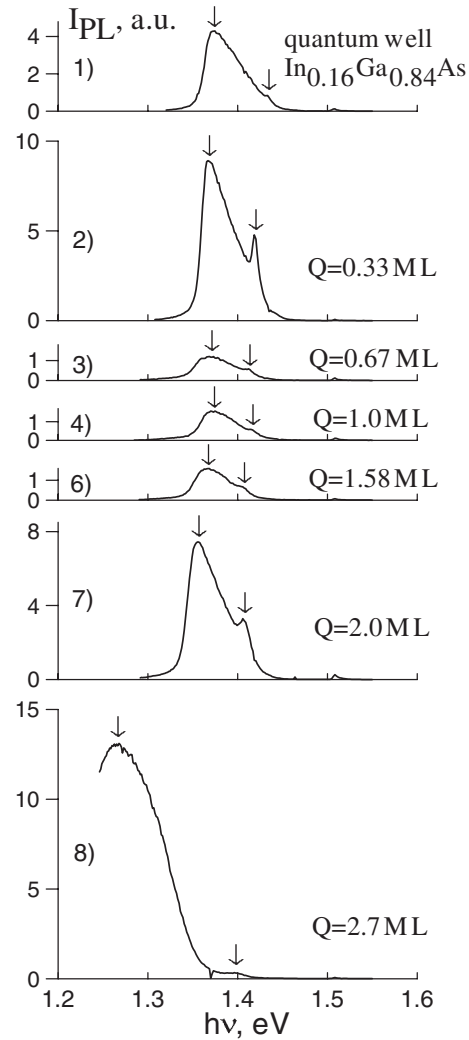 I_PL, a.u.
quantum well
In_0.16Ga_0.84As
4
2
0
1)
10
5
0
2)
Q=0.33 ML
1
0
3)
Q=0.67 ML
1
0
4)
Q=1.0 ML
1
0
6)
Q=1.58 ML
8
4
0
7)
Q=2.0 ML
15
10
5
0
8)
Q=2.7 ML
1.2 1.3 1.4 1.5 1.6
hν, eV